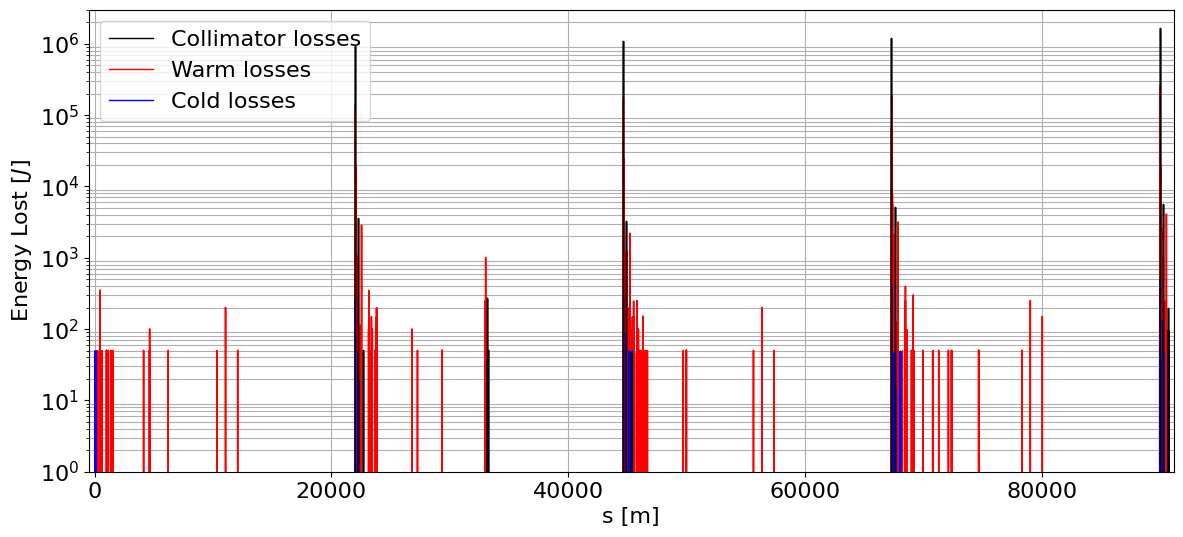 Collimator losses
Warm losses
Cold losses
10⁶
10⁵
10⁴
10³
10²
10¹
10⁰
Energy Lost [J]
0 20000 40000 60000 80000
s [m]